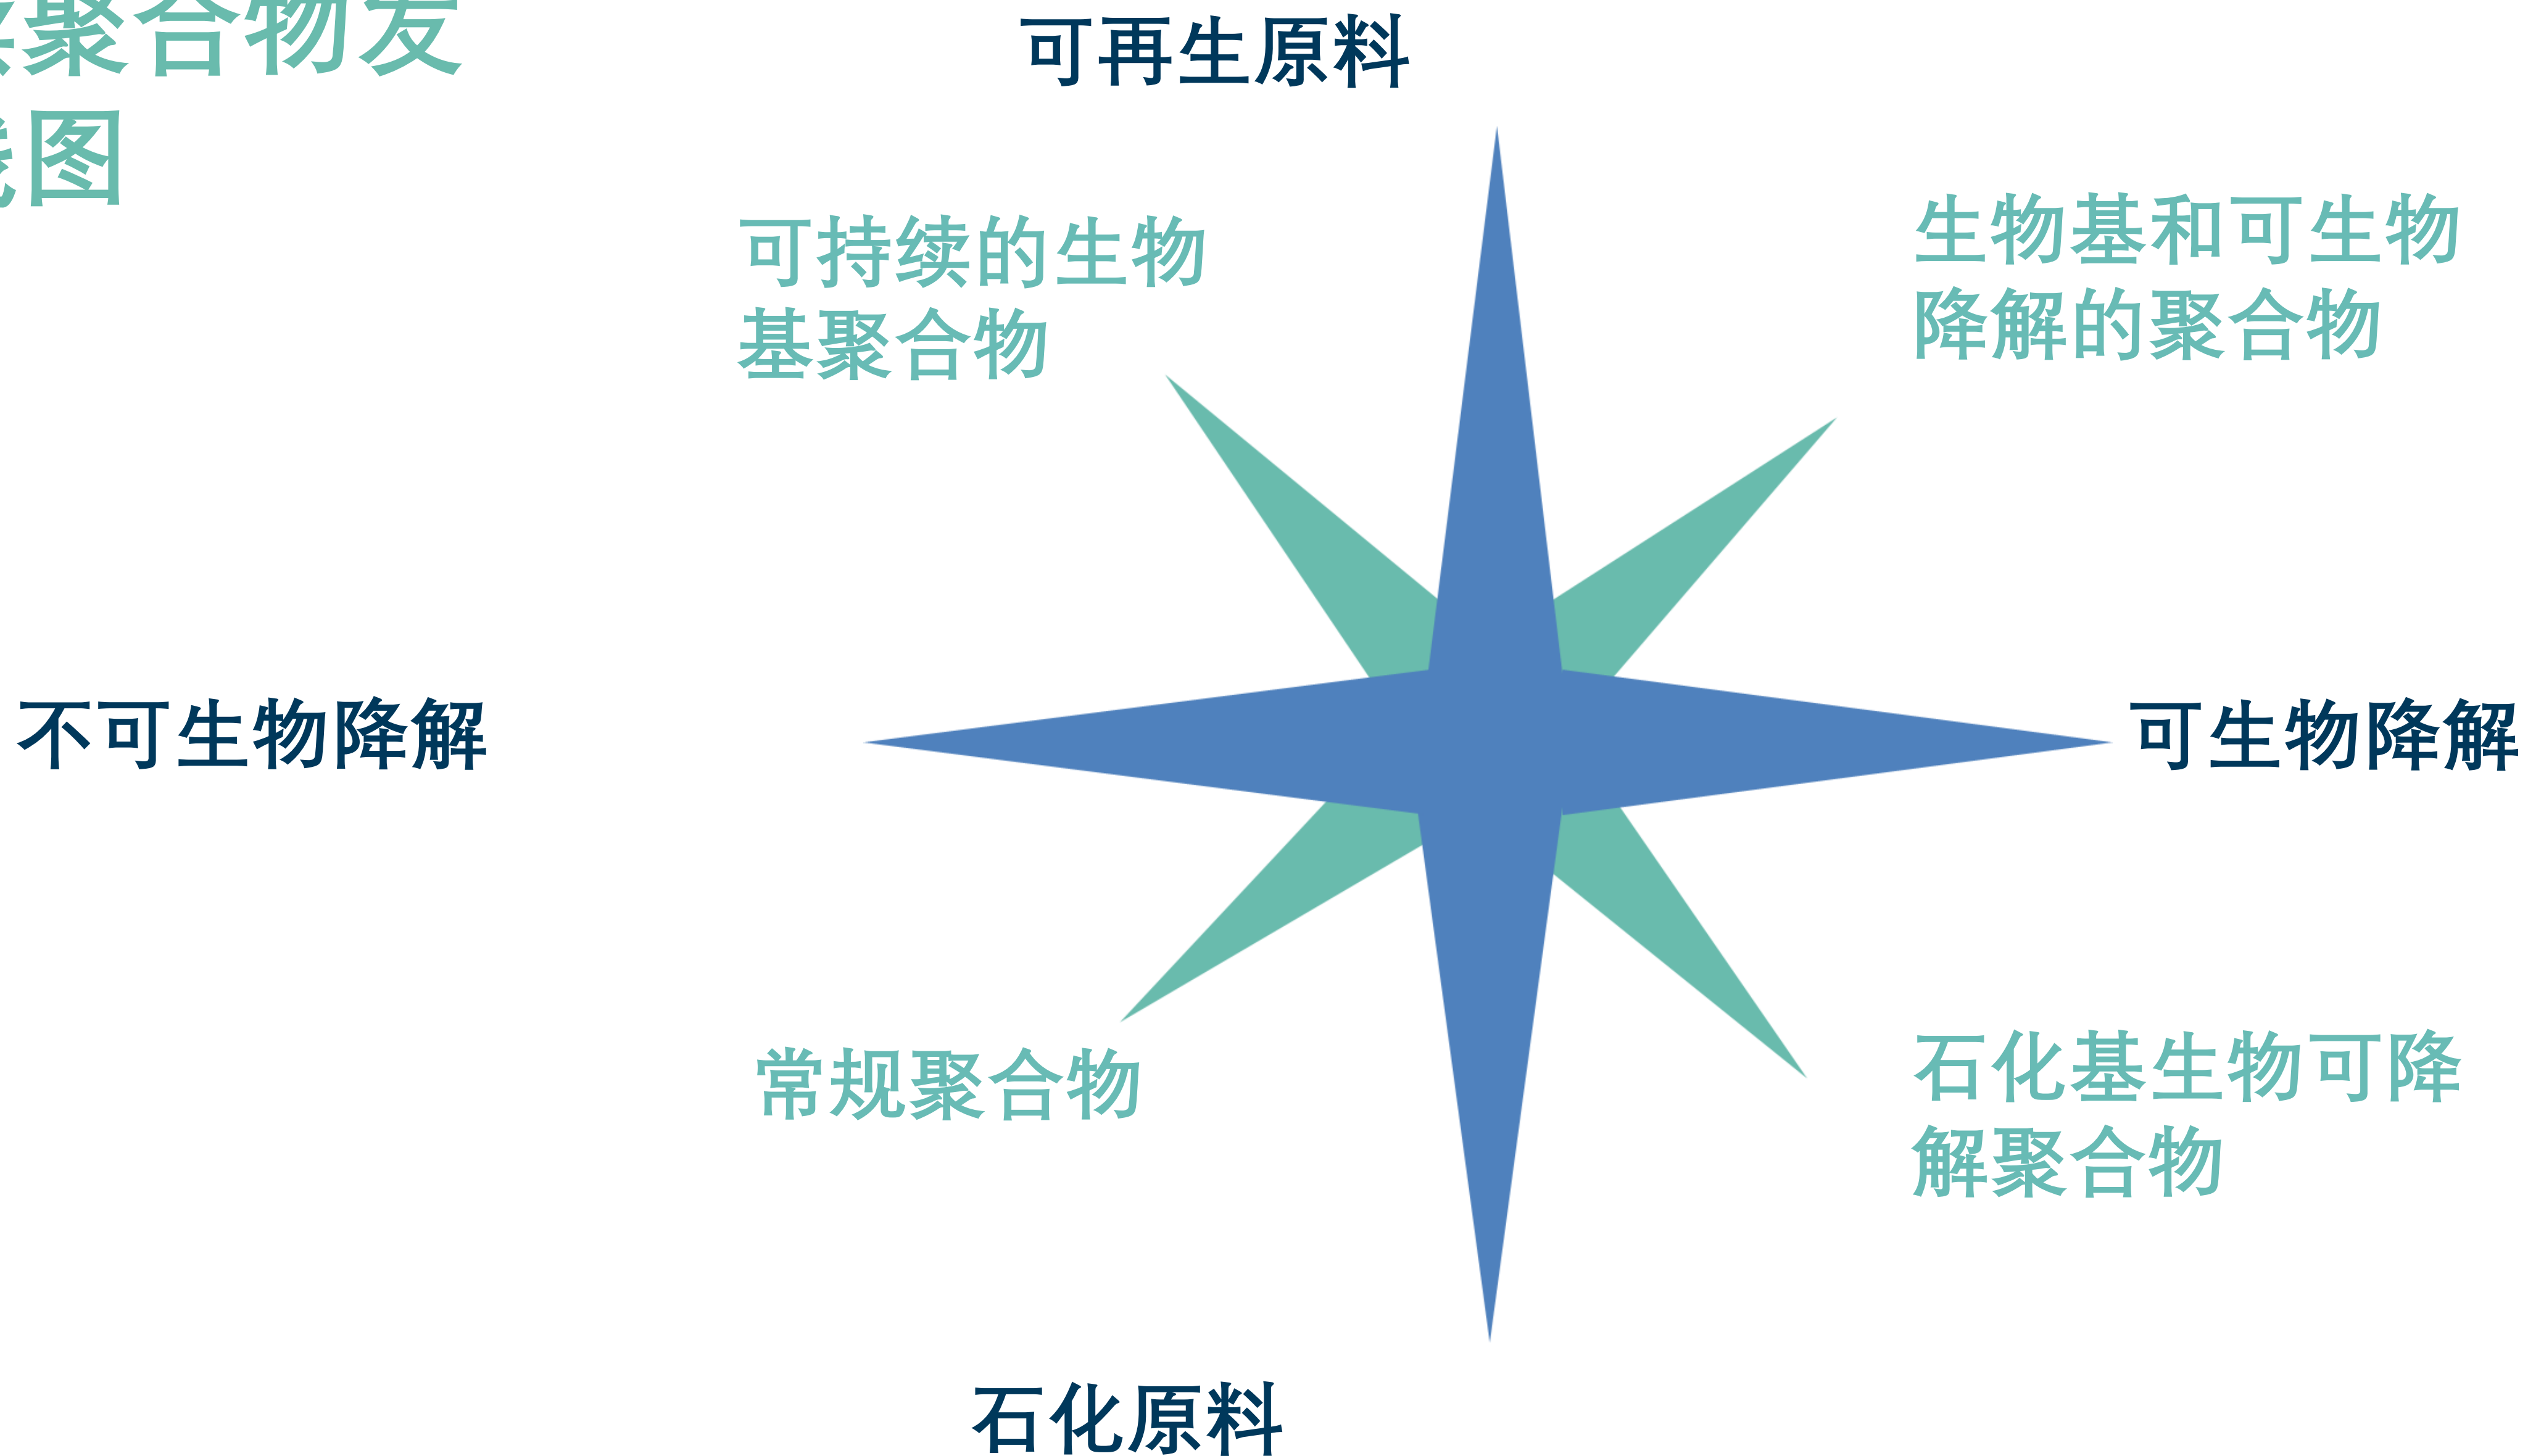 聚合物发
图
可再生原料
可持续的生物
基聚合物
生物基和可生物
降解的聚合物
不可生物降解
可生物降解
常规聚合物
石化基生物可降
解聚合物
石化原料